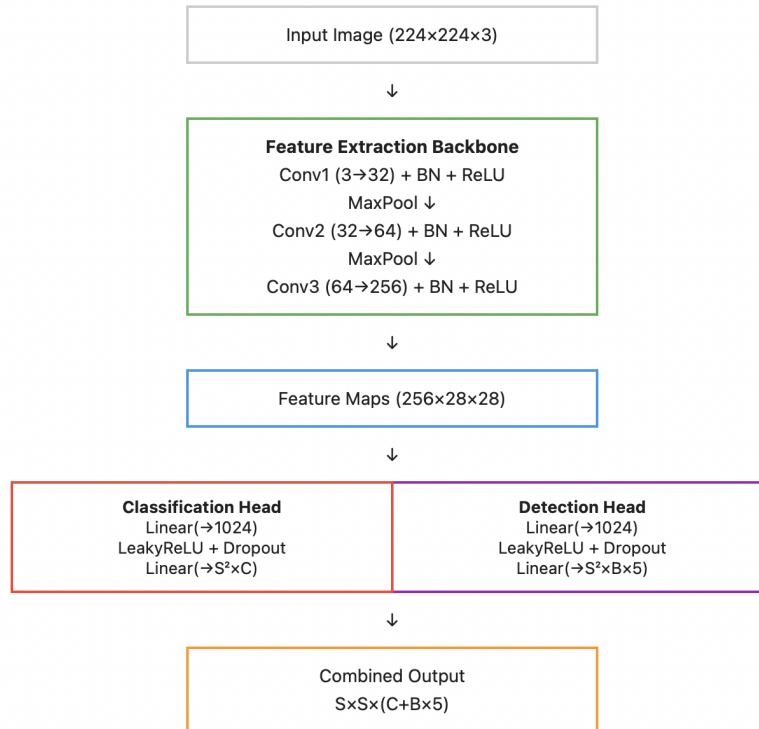 Input Image (224×224×3)
↓
Feature Extraction Backbone
Conv1 (3→32) + BN + ReLU
MaxPool ↓
Conv2 (32→64) + BN + ReLU
MaxPool ↓
Conv3 (64→256) + BN + ReLU
↓
Feature Maps (256×28×28)
↓
Classification Head
Linear(→1024)
LeakyReLU + Dropout
Linear(→S²×C)
Detection Head
Linear(→1024)
LeakyReLU + Dropout
Linear(→S²×B×5)
↓
Combined Output
S×S×(C+B×5)